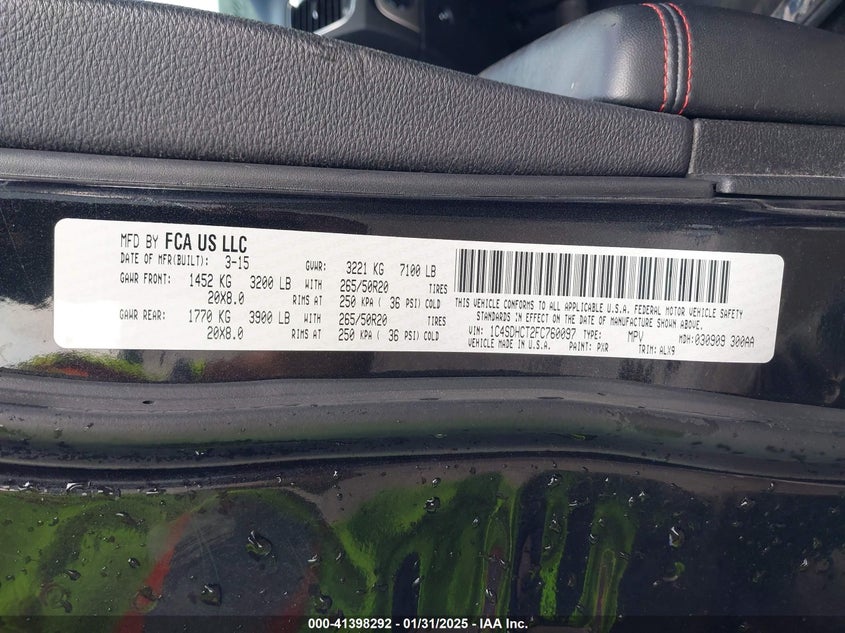 MFD BY FCA US LLC
DATE OF MFR(BUILT): 3-15 GVWR: 3221 KG 7100 LB
GAWR FRONT: 1452 KG 3200 LB WITH 265/50R20 TIRES
20X8.0 RIMS AT 250 KPA ( 36 PSI) COLD
GAWR REAR: 1770 KG 3900 LB WITH 265/50R20 TIRES
20X8.0 RIMS AT 250 KPA ( 36 PSI) COLD
THIS VEHICLE CONFORMS TO ALL APPLICABLE U.S.A. FEDERAL MOTOR VEHICLE SAFETY
STANDARDS IN EFFECT ON THE DATE OF MANUFACTURE SHOWN ABOVE.
VIN: 1C4SDHCT2FC760097 TYPE: MPV MDH: 030909 300AA
VEHICLE MADE IN U.S.A. PAINT: PXR TRIM: ALX9
000-41398292 - 01/31/2025 - IAA Inc.